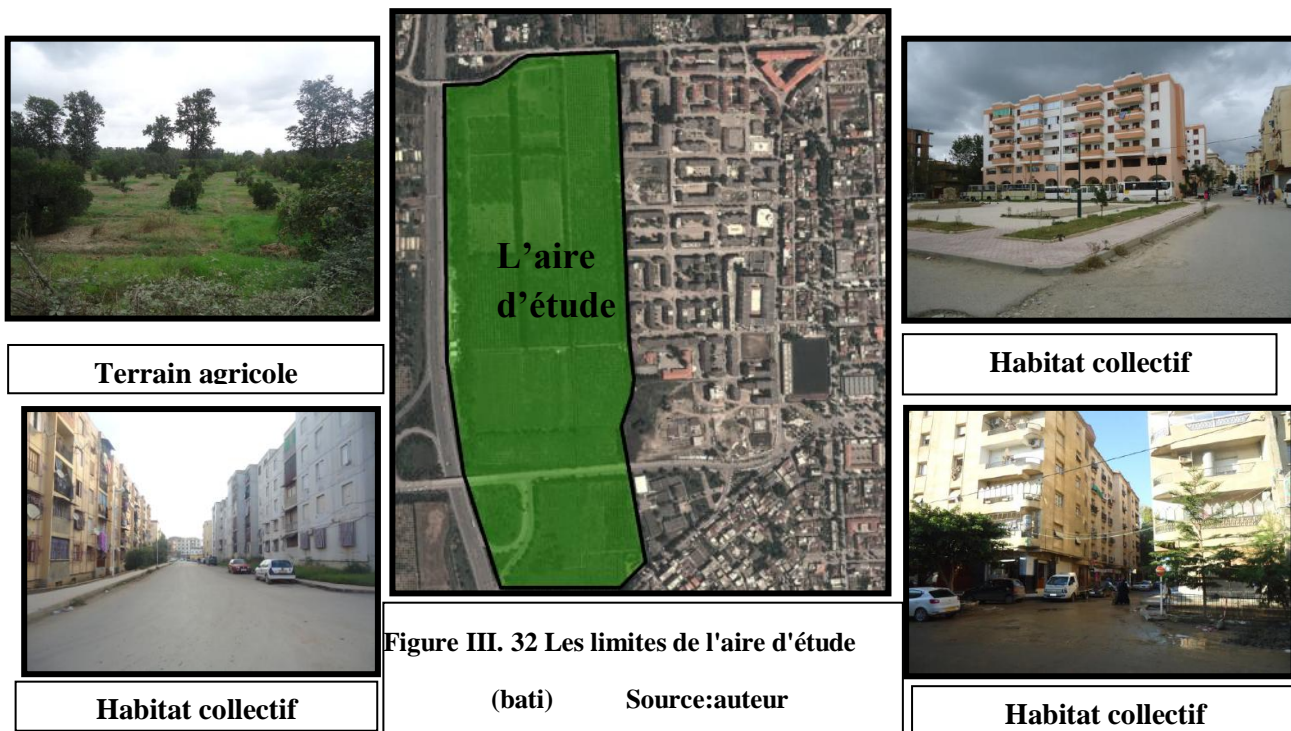 L'aire
d'étude
Terrain agricole
Habitat collectif
Habitat collectif
Figure III. 32 Les limites de l'aire d'étude
(bati) Source:auteur
Habitat collectif